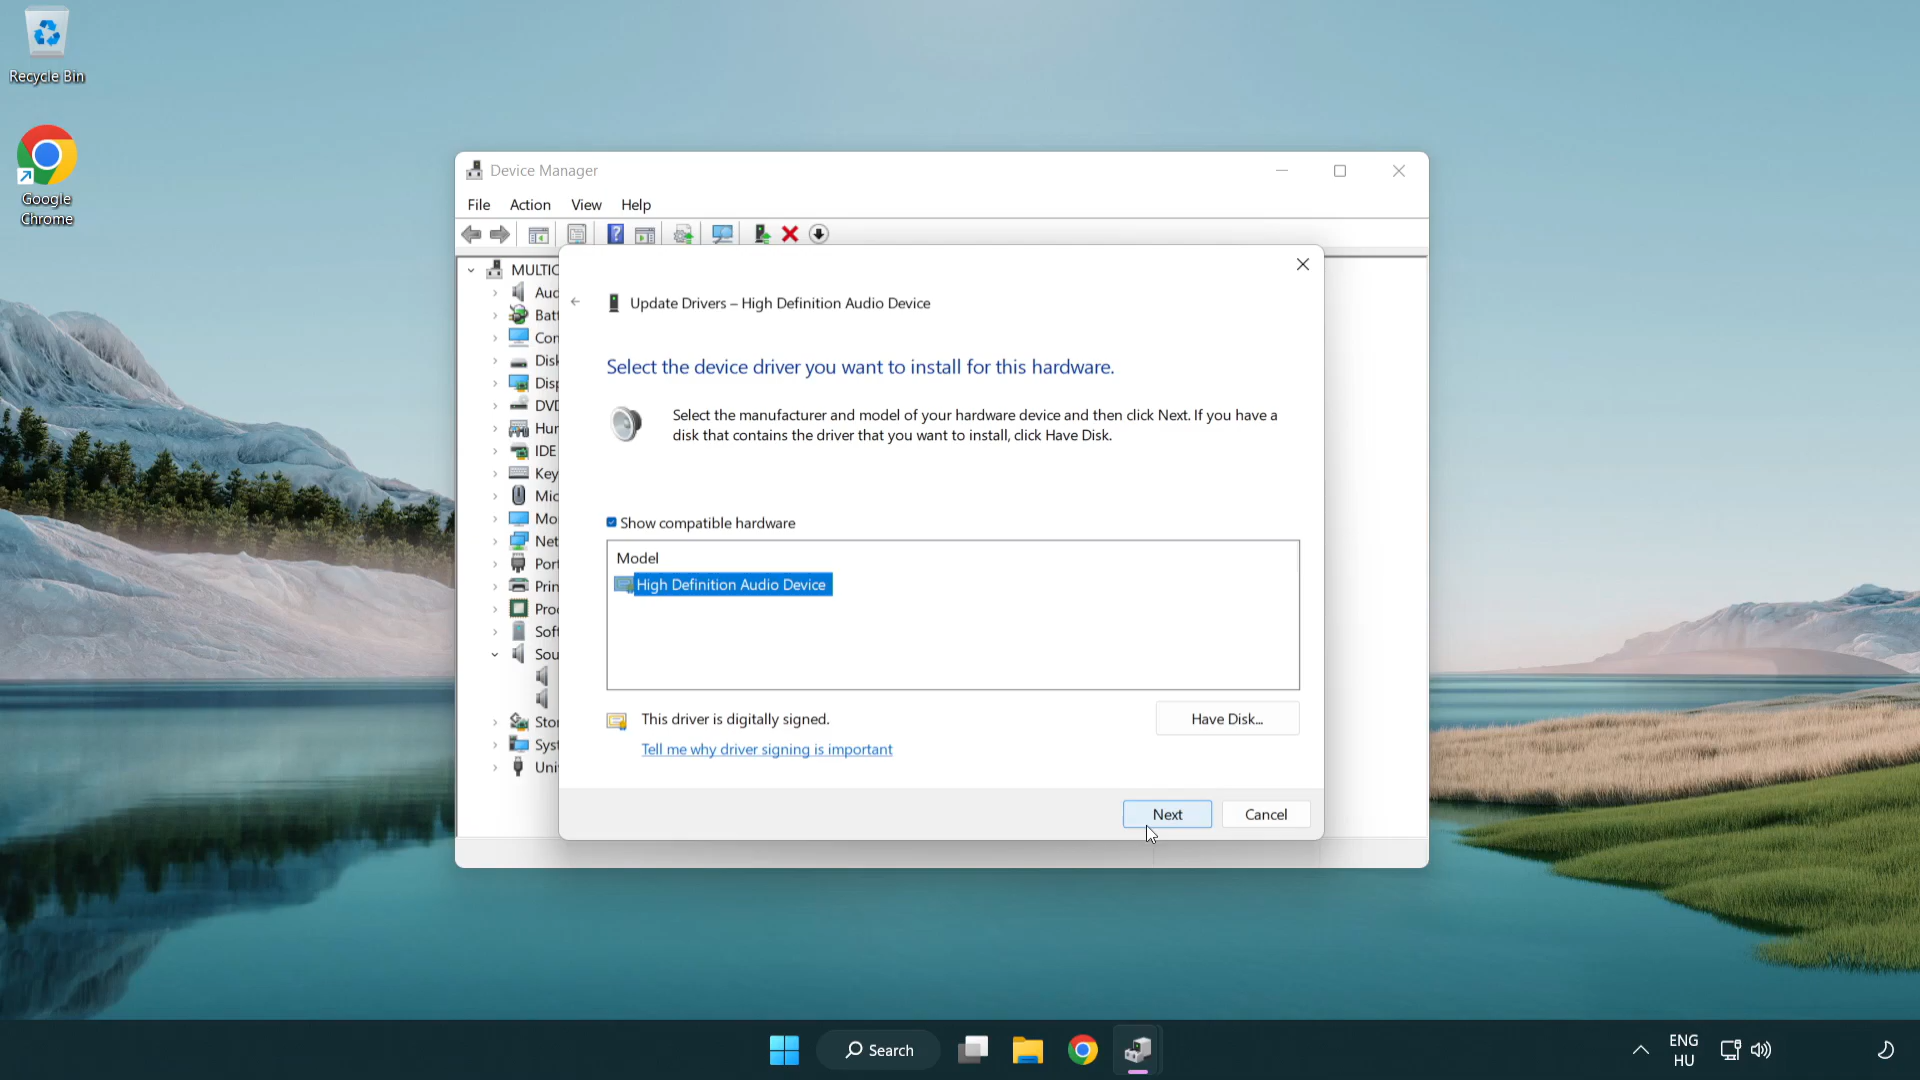 Recycle Bin
Google
Chrome
Device Manager
File Action View Help
MULTIC
Aud
Batt
Con
Disk
Disp
DVD
Hun
IDE
Key
Mic
Mo
Net
Port
Prin
Proc
Soft
Sou
Stor
Syst
Uni
Update Drivers – High Definition Audio Device
Select the device driver you want to install for this hardware.
Select the manufacturer and model of your hardware device and then click Next. If you have a
disk that contains the driver that you want to install, click Have Disk.
Show compatible hardware
Model
High Definition Audio Device
This driver is digitally signed.
Have Disk...
Tell me why driver signing is important
Next
Cancel
Search
ENG
HU